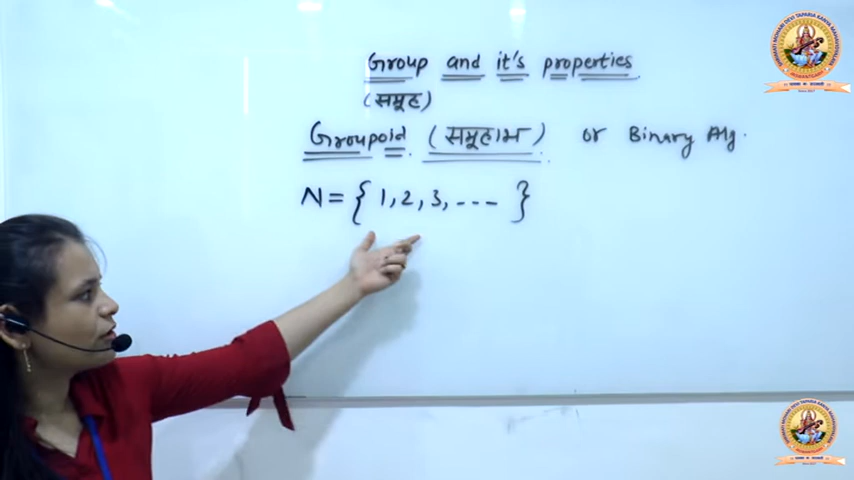 Group and it's properties
(समूह)
Groupoid (समूहाभ) or Binary Alg.
N = { 1, 2, 3, --- }